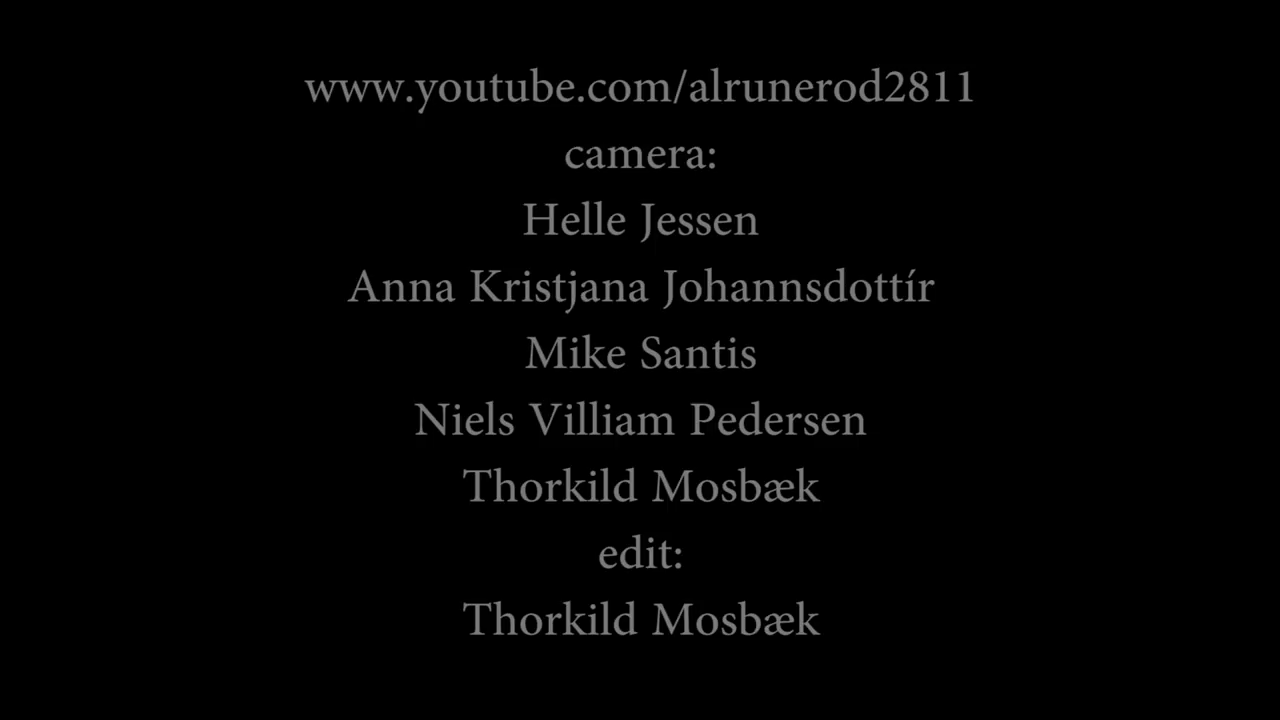 www.youtube.com/alrunerod2811
camera:
Helle Jessen
Anna Kristjana Johannsdottír
Mike Santis
Niels Villiam Pedersen
Thorkild Mosbæk
edit:
Thorkild Mosbæk